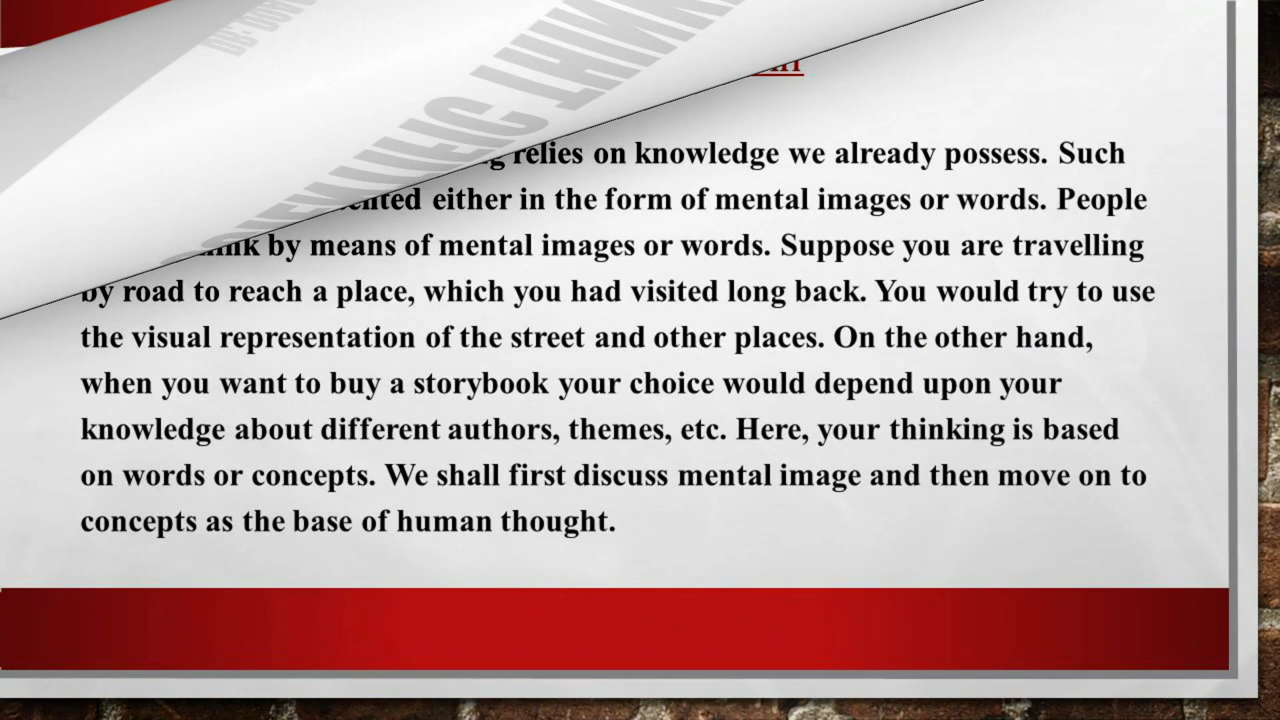 relies on knowledge we already possess. Such
either in the form of mental images or words. People
by means of mental images or words. Suppose you are travelling
by road to reach a place, which you had visited long back. You would try to use
the visual representation of the street and other places. On the other hand,
when you want to buy a storybook your choice would depend upon your
knowledge about different authors, themes, etc. Here, your thinking is based
on words or concepts. We shall first discuss mental image and then move on to
concepts as the base of human thought.